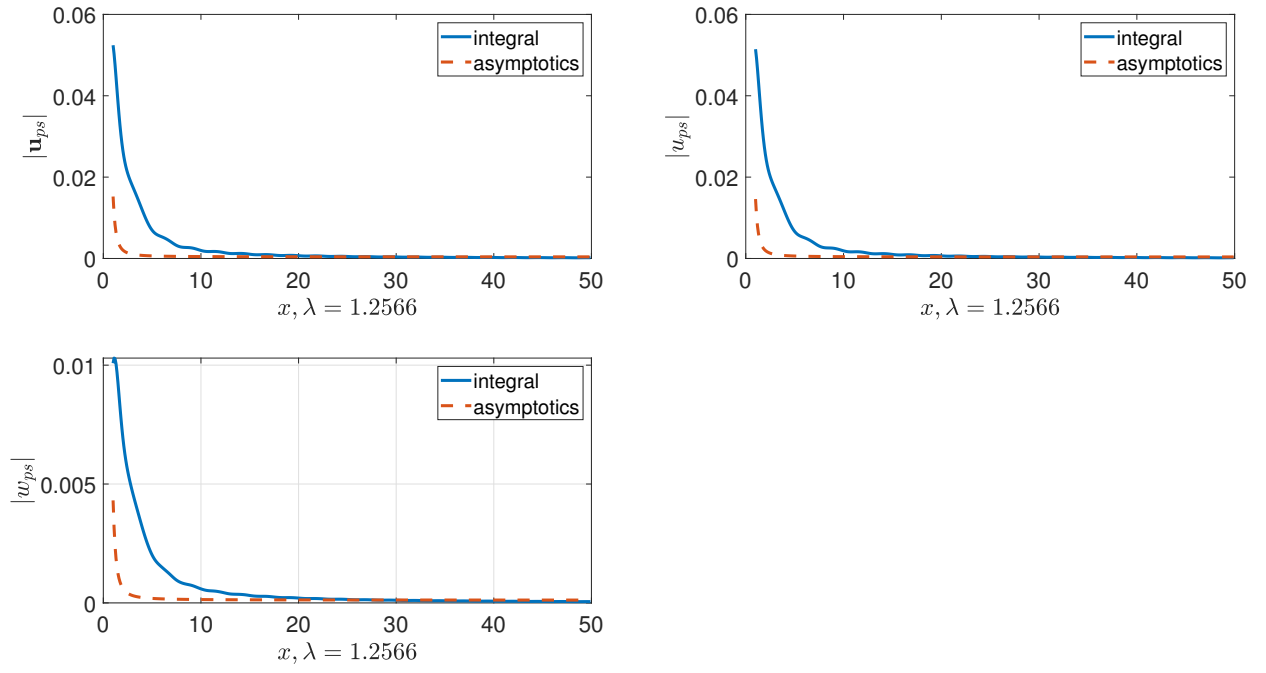 0.06
0.04
0.02
0
0 10 20 30 40 50
|u_ps|
x, λ = 1.2566
integral
asymptotics
0.06
0.04
0.02
0
0 10 20 30 40 50
|u_ps|
x, λ = 1.2566
integral
asymptotics
0.01
0.005
0
0 10 20 30 40 50
|w_ps|
x, λ = 1.2566
integral
asymptotics